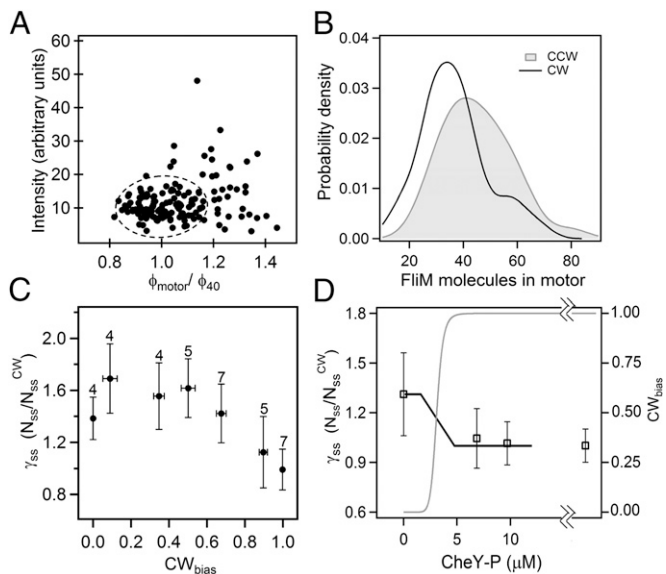 A
60
50
40
30
20
10
Intensity (arbitrary units)
0.8 1.0 1.2 1.4
ϕmotor/ ϕ40
B
0.04
0.03
0.02
0.01
0.00
Probability density
CCW
CW
20 40 60 80
FliM molecules in motor
C
2.0
1.6
1.2
0.8
γss (Nss/NssCW)
4 4 4 5 7 5 7
0.0 0.2 0.4 0.6 0.8 1.0
CWbias
D
1.8
1.5
1.2
0.9
0.6
γss (Nss/NssCW)
1.00
0.75
0.50
0.25
0.00
CWbias
0 5 10
CheY-P (μM)